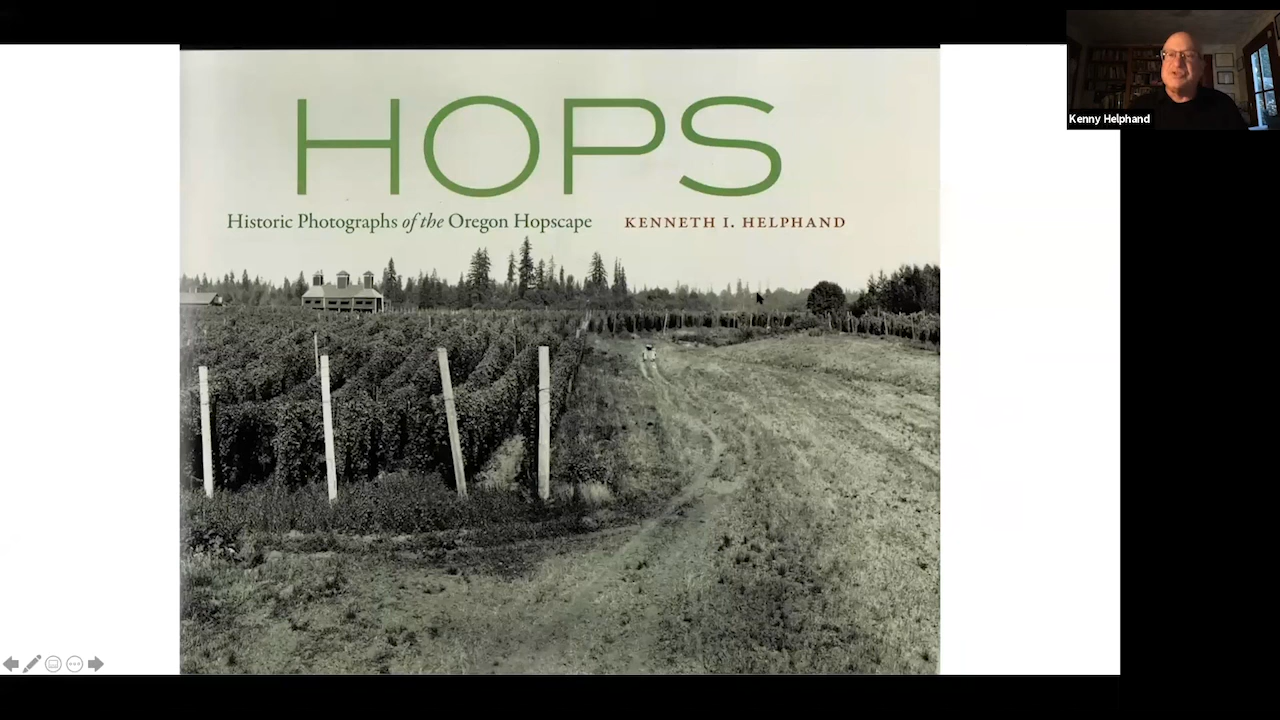 HOPS
Historic Photographs of the Oregon Hopscape KENNETH I. HELPHAND
Kenny Helphand